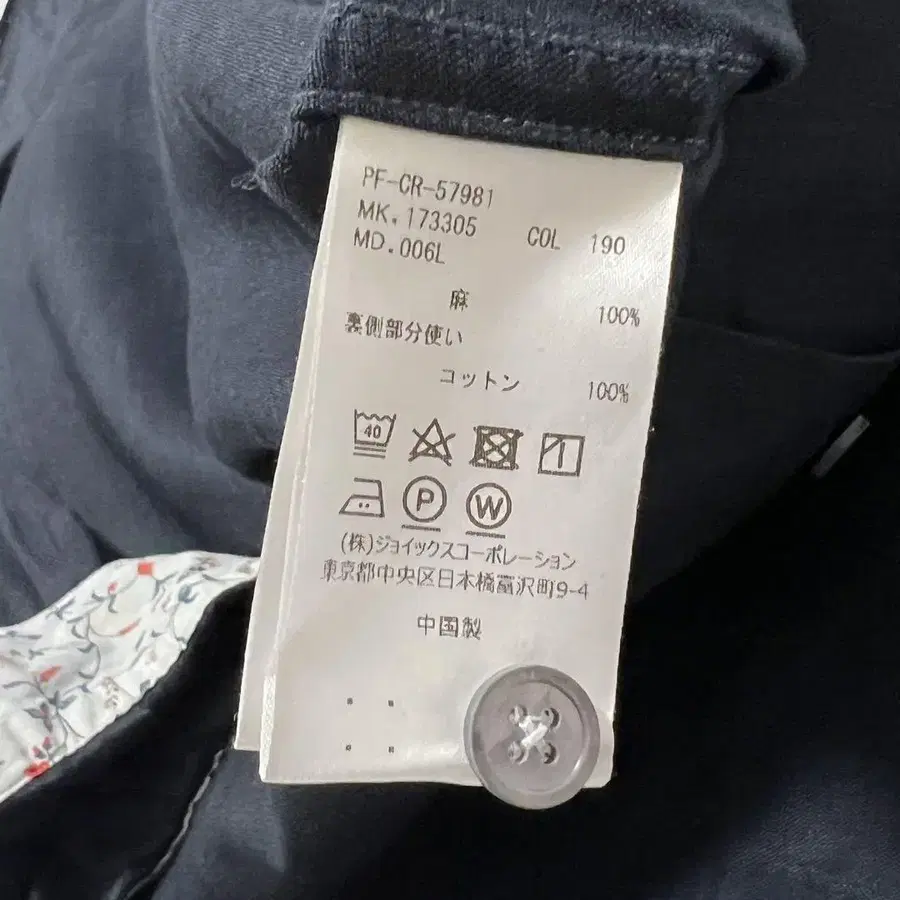 PF-CR-57981
MK.173305 COL 190
MD.006L
麻 100%
裏側部分使い
コットン 100%
40
P W
(株)ジョイックスコーポレーション
東京都中央区日本橋富沢町9-4
中国製